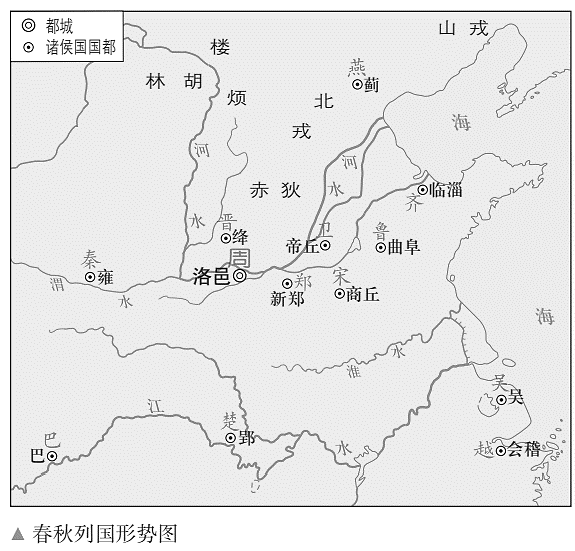 都城
诸侯国国都
山戎
楼烦
林胡
北戎
燕
蓟
海
河水
河水
赤狄
临淄
齐
晋
绛
卫
帝丘
鲁
曲阜
周
洛邑
秦
雍
渭水
郑
新郑
宋
商丘
海
淮水
吴
吴
江水
楚
郢
巴
巴
越
会稽
▲ 春秋列国形势图